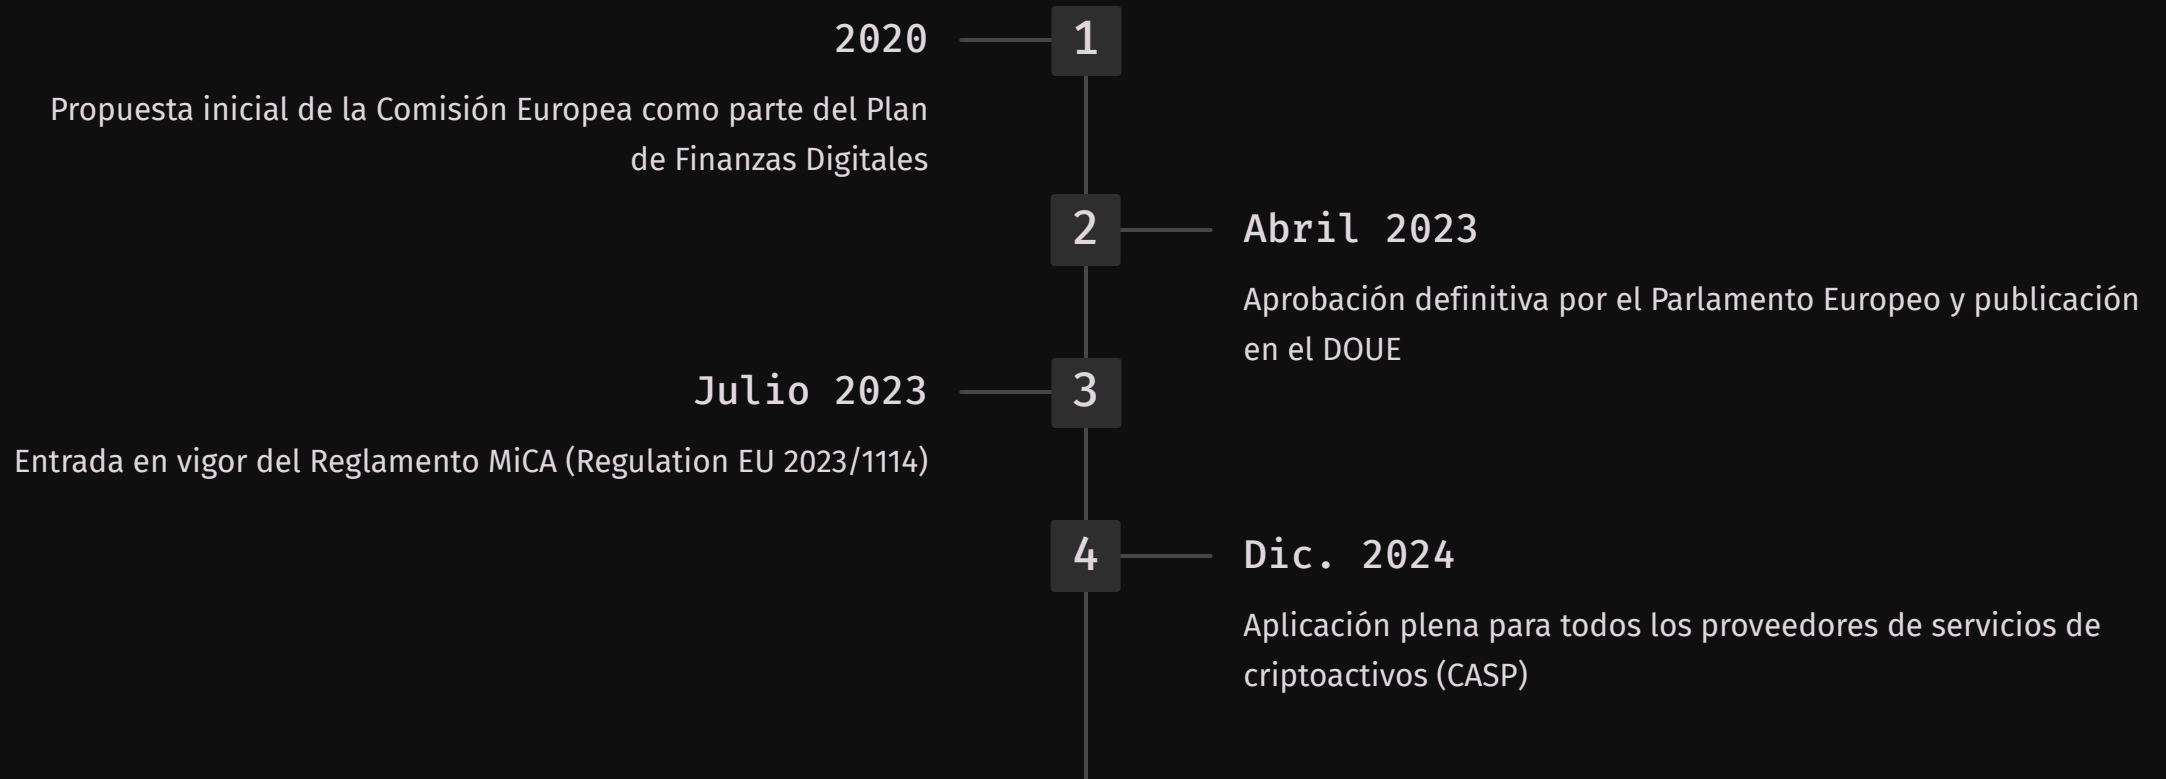 2020
1
Propuesta inicial de la Comisión Europea como parte del Plan
de Finanzas Digitales
2
Abril 2023
Aprobación definitiva por el Parlamento Europeo y publicación
en el DOUE
Julio 2023
3
Entrada en vigor del Reglamento MiCA (Regulation EU 2023/1114)
4
Dic. 2024
Aplicación plena para todos los proveedores de servicios de
criptoactivos (CASP)